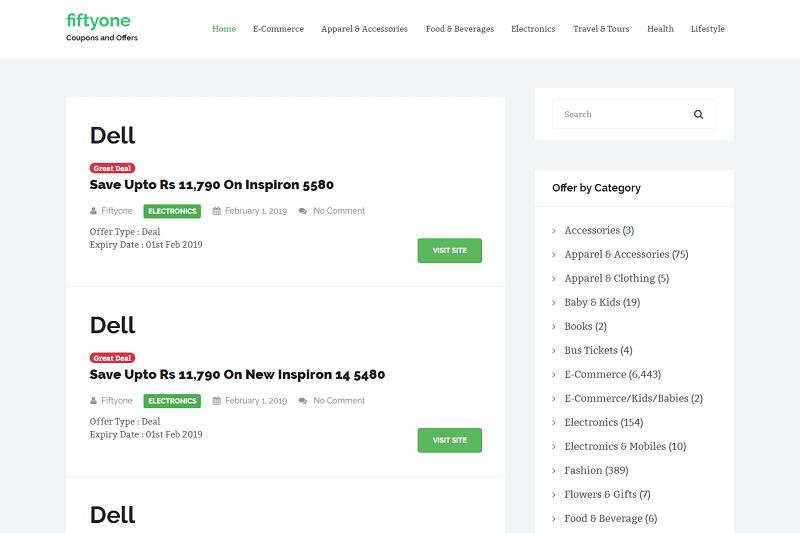 fiftyone
Coupons and Offers
Home E-Commerce Apparel & Accessories Food & Beverages Electronics Travel & Tours Health Lifestyle
Dell
Great Deal
Save Upto Rs 11,790 On Inspiron 5580
Fiftyone ELECTRONICS February 1, 2019 No Comment
Offer Type : Deal
Expiry Date : 01st Feb 2019
VISIT SITE
Dell
Great Deal
Save Upto Rs 11,790 On New Inspiron 14 5480
Fiftyone ELECTRONICS February 1, 2019 No Comment
Offer Type : Deal
Expiry Date : 01st Feb 2019
VISIT SITE
Dell
Search
Offer by Category
Accessories (3)
Apparel & Accessories (75)
Apparel & Clothing (5)
Baby & Kids (19)
Books (2)
Bus Tickets (4)
E-Commerce (6,443)
E-Commerce/Kids/Babies (2)
Electronics (154)
Electronics & Mobiles (10)
Fashion (389)
Flowers & Gifts (7)
Food & Beverage (6)